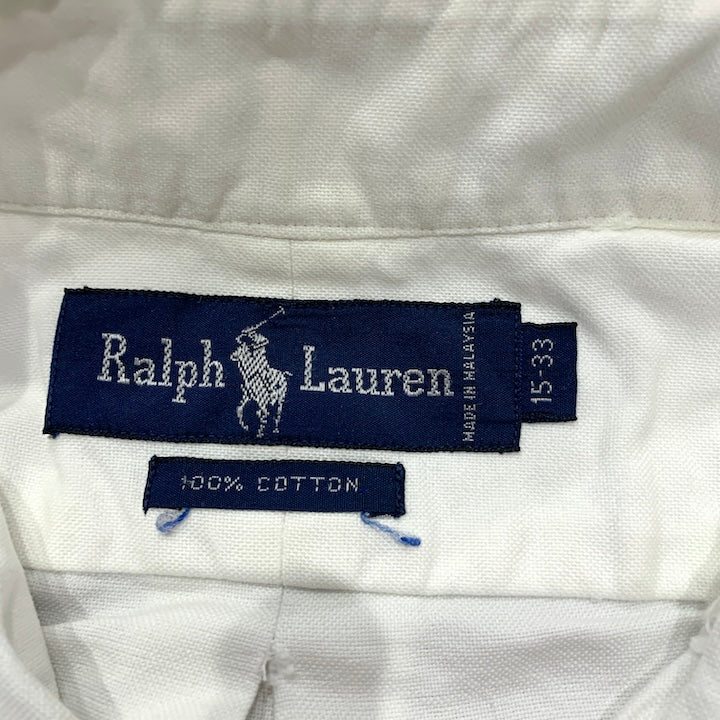 Ralph Lauren
MADE IN MALAYSIA
15-33
100% COTTON